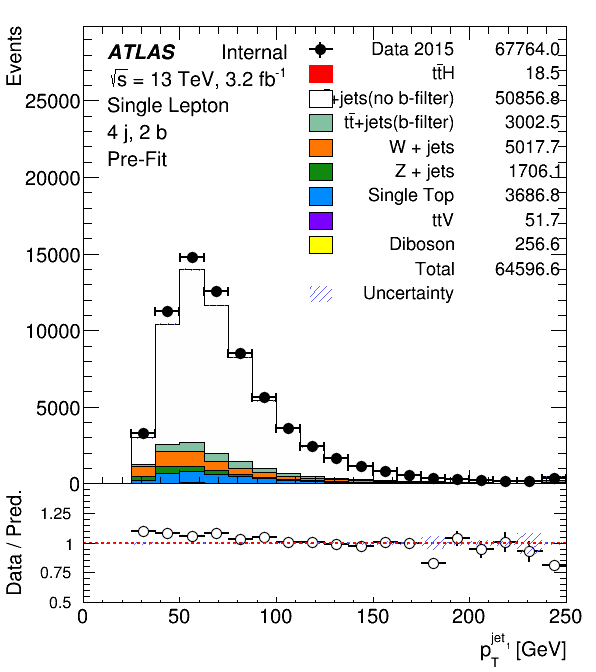 Events
ATLAS Internal
√s = 13 TeV, 3.2 fb-1
Single Lepton
4 j, 2 b
Pre-Fit
Data 2015 67764.0
tt̄H 18.5
+jets(no b-filter) 50856.8
tt̄+jets(b-filter) 3002.5
W + jets 5017.7
Z + jets 1706.1
Single Top 3686.8
ttV 51.7
Diboson 256.6
Total 64596.6
Uncertainty
25000
20000
15000
10000
5000
0
Data / Pred.
1.25
1
0.75
0.5
0 50 100 150 200 250
pT jet1 [GeV]